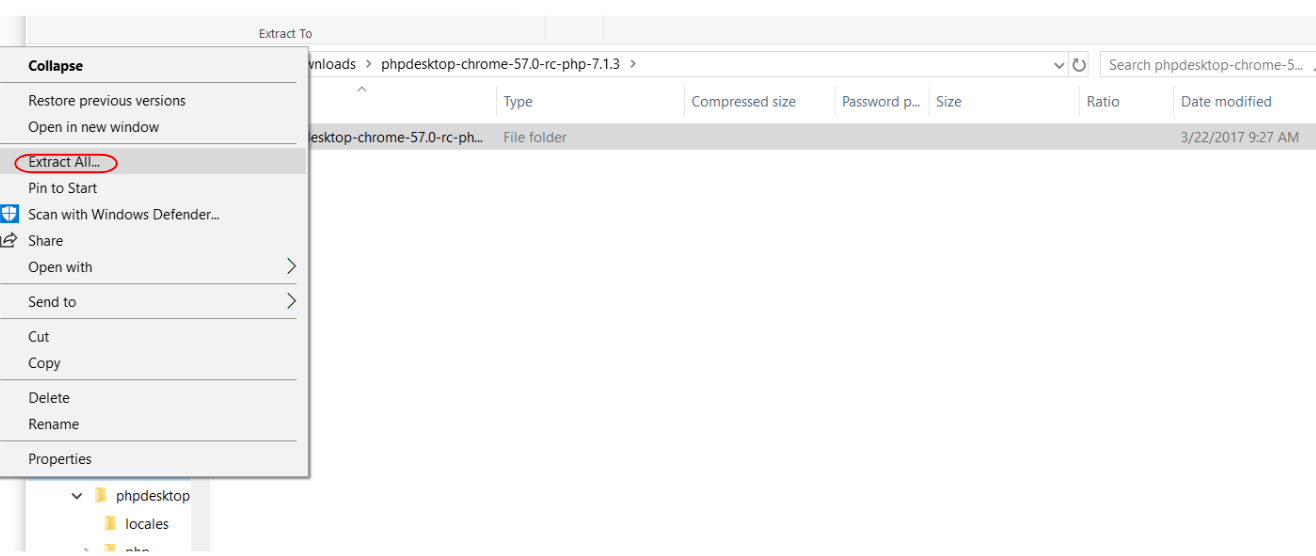 Extract To
wnloads > phpdesktop-chrome-57.0-rc-php-7.1.3 >
Search phpdesktop-chrome-5...
Type Compressed size Password p... Size Ratio Date modified
esktop-chrome-57.0-rc-ph... File folder 3/22/2017 9:27 AM
Collapse
Restore previous versions
Open in new window
Extract All...
Pin to Start
Scan with Windows Defender...
Share
Open with
Send to
Cut
Copy
Delete
Rename
Properties
phpdesktop
locales
php